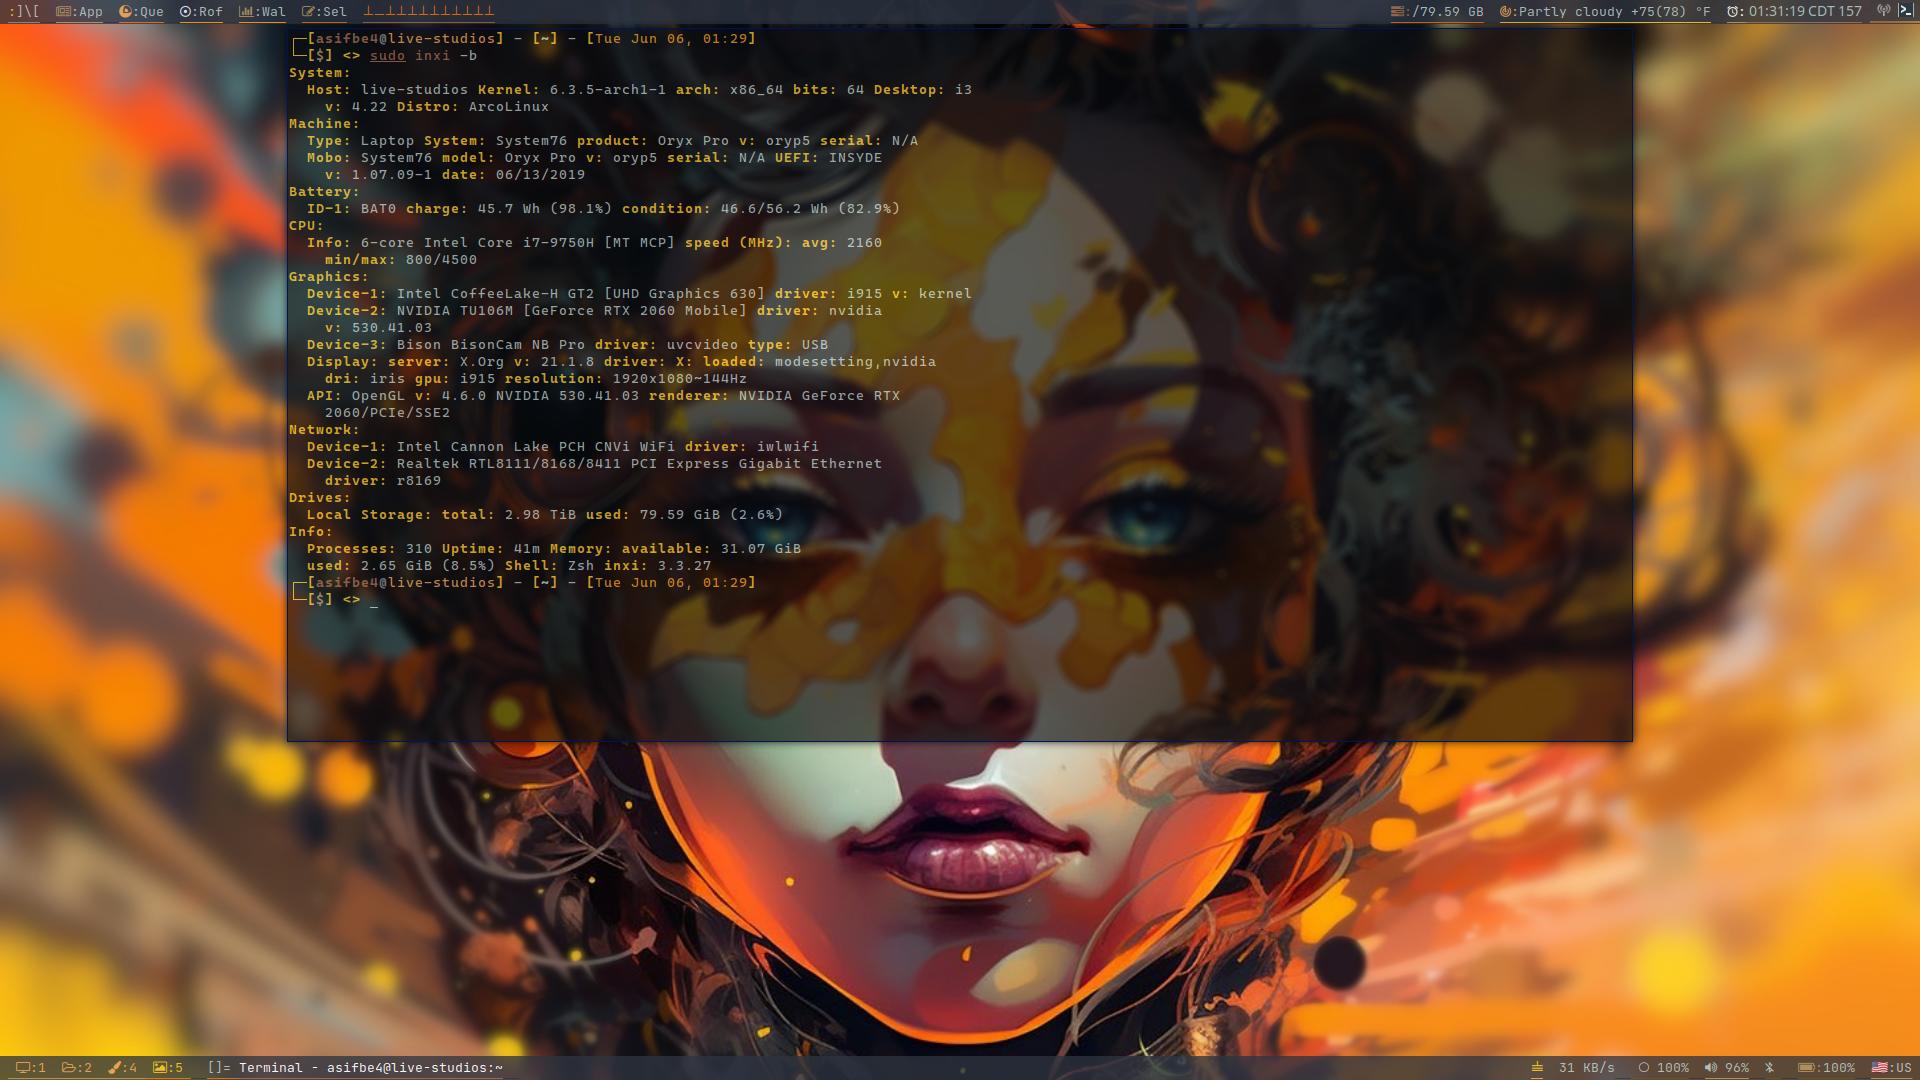 :]\[ :App :Que :Rof :Wal :Sel :/79.59 GB :Partly cloudy +75(78) °F : 01:31:19 CDT 157
[asifbe4@live-studios] - [~] - [Tue Jun 06, 01:29]
[$] <> sudo inxi -b
System:
Host: live-studios Kernel: 6.3.5-arch1-1 arch: x86_64 bits: 64 Desktop: i3
v: 4.22 Distro: ArcoLinux
Machine:
Type: Laptop System: System76 product: Oryx Pro v: oryp5 serial: N/A
Mobo: System76 model: Oryx Pro v: oryp5 serial: N/A UEFI: INSYDE
v: 1.07.09-1 date: 06/13/2019
Battery:
ID-1: BAT0 charge: 45.7 Wh (98.1%) condition: 46.6/56.2 Wh (82.9%)
CPU:
Info: 6-core Intel Core i7-9750H [MT MCP] speed (MHz): avg: 2160
min/max: 800/4500
Graphics:
Device-1: Intel CoffeeLake-H GT2 [UHD Graphics 630] driver: i915 v: kernel
Device-2: NVIDIA TU106M [GeForce RTX 2060 Mobile] driver: nvidia
v: 530.41.03
Device-3: Bison BisonCam NB Pro driver: uvcvideo type: USB
Display: server: X.Org v: 21.1.8 driver: X: loaded: modesetting,nvidia
dri: iris gpu: i915 resolution: 1920x1080~144Hz
API: OpenGL v: 4.6.0 NVIDIA 530.41.03 renderer: NVIDIA GeForce RTX
2060/PCIe/SSE2
Network:
Device-1: Intel Cannon Lake PCH CNVi WiFi driver: iwlwifi
Device-2: Realtek RTL8111/8168/8411 PCI Express Gigabit Ethernet
driver: r8169
Drives:
Local Storage: total: 2.98 TiB used: 79.59 GiB (2.6%)
Info:
Processes: 310 Uptime: 41m Memory: available: 31.07 GiB
used: 2.65 GiB (8.5%) Shell: Zsh inxi: 3.3.27
[asifbe4@live-studios] - [~] - [Tue Jun 06, 01:29]
[$] <> _
:1 :2 :4 :5 []= Terminal - asifbe4@live-studios:~ 31 KB/s 100% 96% :100% :US